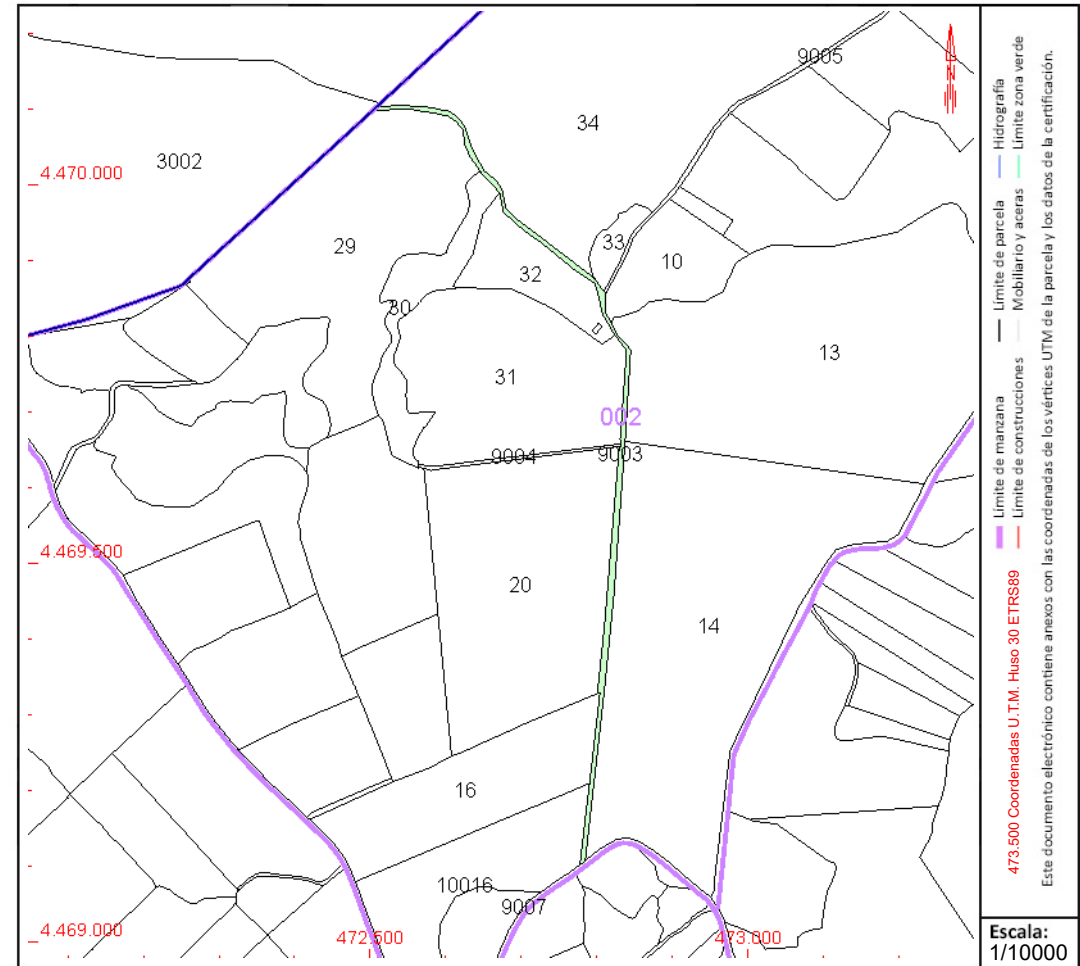 9005
34
4.470.000
3002
33
29
10
32
30
13
31
002
9004
9003
4.469.500
20
14
16
10016
9007
4.469.000
472.500
473.000
Límite de manzana
Límite de parcela
Hidrografía
Límite de construcciones
Mobiliario y aceras
Límite zona verde
473.500 Coordenadas U.T.M. Huso 30 ETRS89
Este documento electrónico contiene anexos con las coordenadas de los vértices UTM de la parcela y los datos de la certificación.
N
Escala:
1/10000